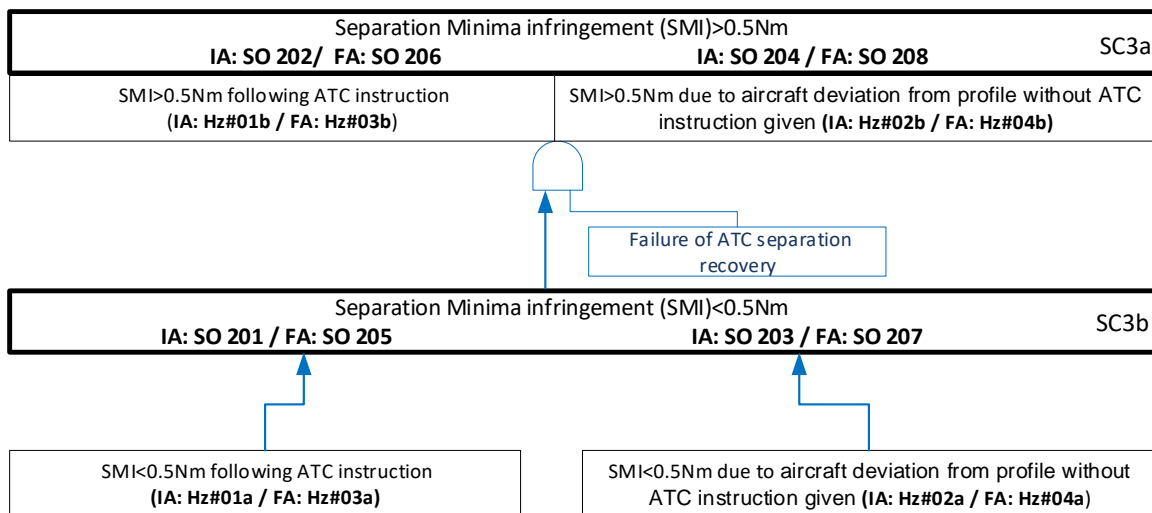 Separation Minima infringement (SMI)>0.5Nm
IA: SO 202/ FA: SO 206
IA: SO 204 / FA: SO 208
SC3a
SMI>0.5Nm following ATC instruction
(IA: Hz#01b / FA: Hz#03b)
SMI>0.5Nm due to aircraft deviation from profile without ATC
instruction given (IA: Hz#02b / FA: Hz#04b)
Failure of ATC separation
recovery
Separation Minima infringement (SMI)<0.5Nm
IA: SO 201 / FA: SO 205
IA: SO 203 / FA: SO 207
SC3b
SMI<0.5Nm following ATC instruction
(IA: Hz#01a / FA: Hz#03a)
SMI<0.5Nm due to aircraft deviation from profile without
ATC instruction given (IA: Hz#02a / FA: Hz#04a)